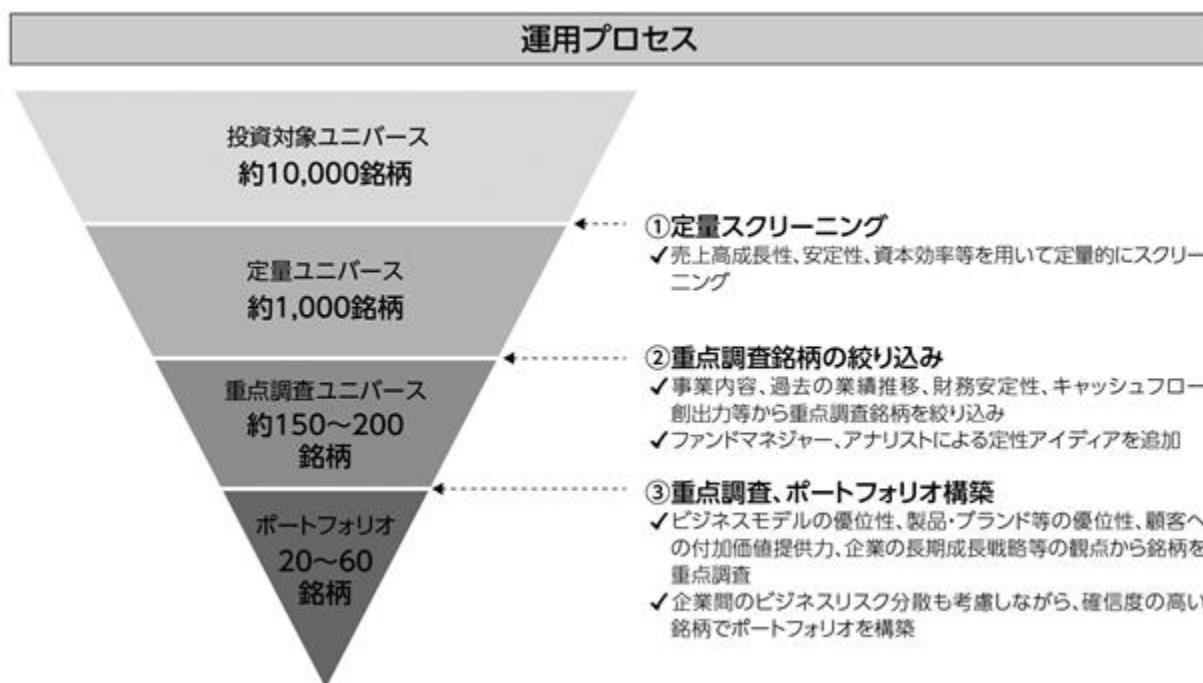 運用プロセス
投資対象ユニバース
約10,000銘柄
①定量スクリーニング
✓売上高成長性、安定性、資本効率等を用いて定量的にスクリー
ニング
定量ユニバース
約1,000銘柄
②重点調査銘柄の絞り込み
✓事業内容、過去の業績推移、財務安定性、キャッシュフロー
創出力等から重点調査銘柄を絞り込み
✓ファンドマネジャー、アナリストによる定性アイディアを追加
重点調査ユニバース
約150～200
銘柄
③重点調査、ポートフォリオ構築
✓ビジネスモデルの優位性、製品・ブランド等の優位性、顧客へ
の付加価値提供力、企業の長期成長戦略等の観点から銘柄を
重点調査
✓企業間のビジネスリスク分散も考慮しながら、確信度の高い
銘柄でポートフォリオを構築
ポートフォリオ
20～60
銘柄